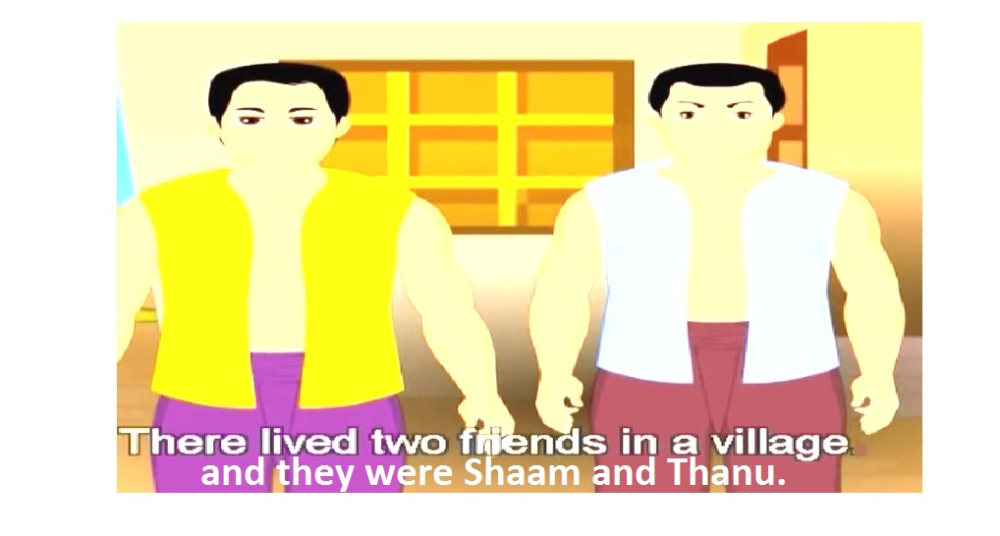 There lived two friends in a village.
and they were Shaam and Thanu.